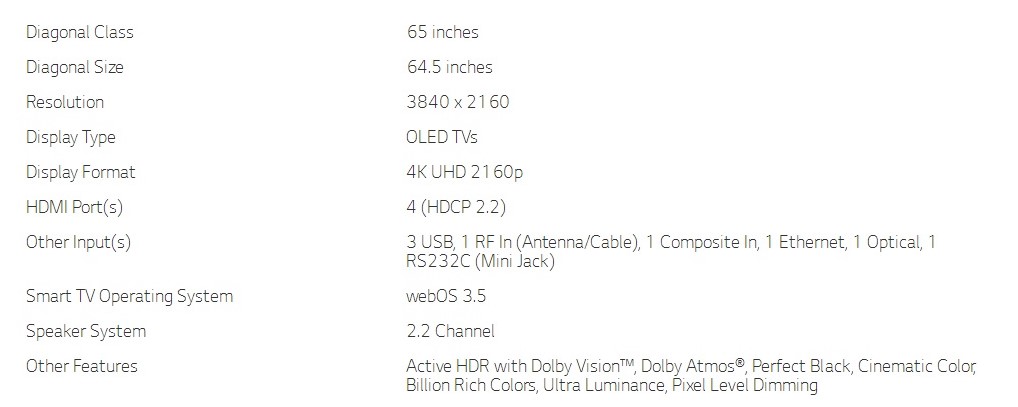 Diagonal Class 65 inches
Diagonal Size 64.5 inches
Resolution 3840 x 2160
Display Type OLED TVs
Display Format 4K UHD 2160p
HDMI Port(s) 4 (HDCP 2.2)
Other Input(s) 3 USB, 1 RF In (Antenna/Cable), 1 Composite In, 1 Ethernet, 1 Optical, 1
RS232C (Mini Jack)
Smart TV Operating System webOS 3.5
Speaker System 2.2 Channel
Other Features Active HDR with Dolby Vision™, Dolby Atmos®, Perfect Black, Cinematic Color,
Billion Rich Colors, Ultra Luminance, Pixel Level Dimming